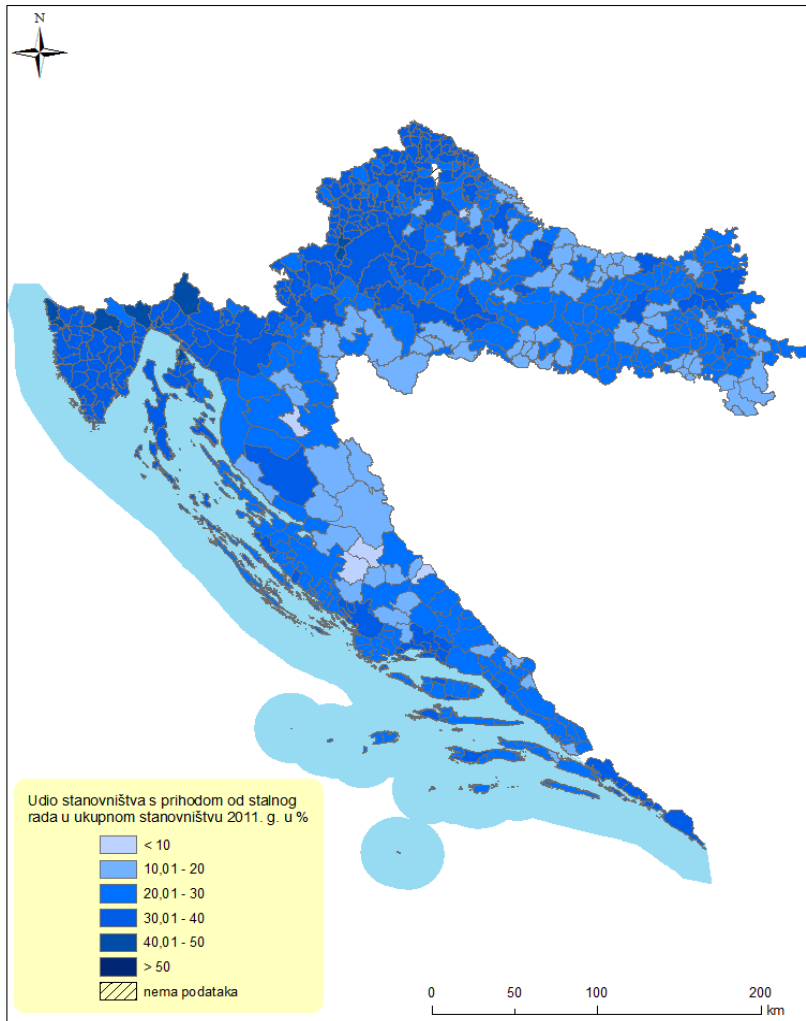 N
Udio stanovništva s prihodom od stalnog
rada u ukupnom stanovništvu 2011. g. u %
< 10
10,01 - 20
20,01 - 30
30,01 - 40
40,01 - 50
> 50
nema podataka
0 50 100 200
km